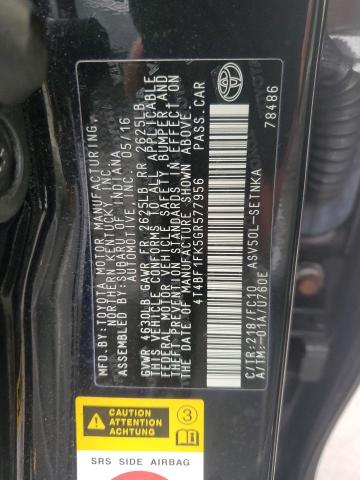 MFD.BY: TOYOTA MOTOR MANUFACTURING
NORTHERN KENTUCKY, INC.
ASSEMBLED BY: SUBARU OF INDIANA
AUTOMOTIVE, INC. 05/16
GVWR 4630LB GAWR FR 2625LB RR 2625LB
THIS VEHICLE CONFORMS TO ALL APPLICABLE
FEDERAL MOTOR VEHICLE SAFETY, BUMPER, AND
THEFT PREVENTION STANDARDS IN EFFECT ON
THE DATE OF MANUFACTURE SHOWN ABOVE.
4T4BF1FK5GR577956 PASS.CAR
C/TR:218/FC10 ASV50L-SETNKA
A/TM:-01A/U760E
78486
CAUTION
ATTENTION
ACHTUNG
3
SRS SIDE AIRBAG